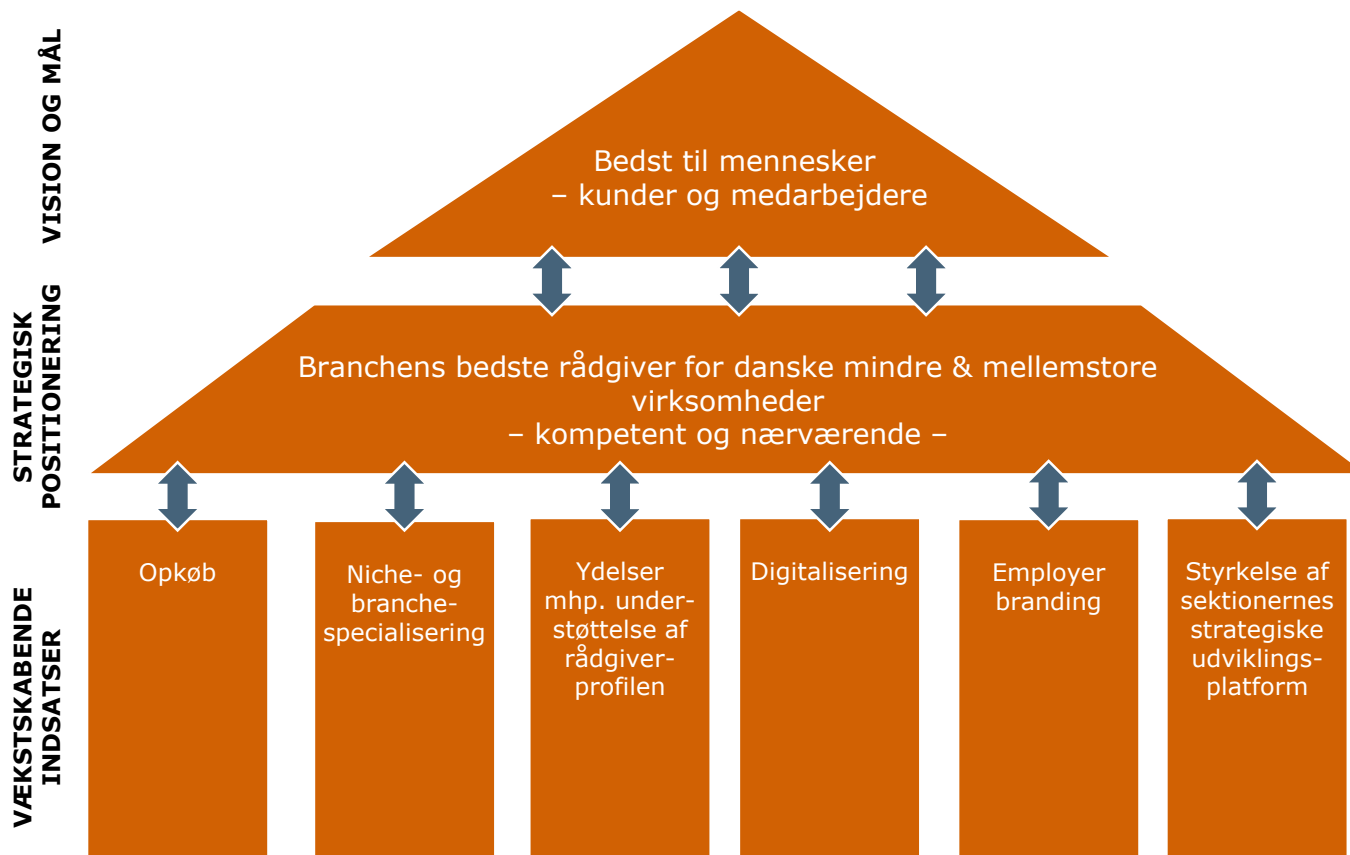 VISION OG MÅL
Bedst til mennesker
– kunder og medarbejdere
STRATEGISK
POSITIONERING
Branchens bedste rådgiver for danske mindre & mellemstore
virksomheder
– kompetent og nærværende –
VÆKSTSKABENDE
INDSATSER
Opkøb
Niche- og
branche-
specialisering
Ydelser
mhp. under-
støttelse af
rådgiver-
profilen
Digitalisering
Employer
branding
Styrkelse af
sektionernes
strategiske
udviklings-
platform